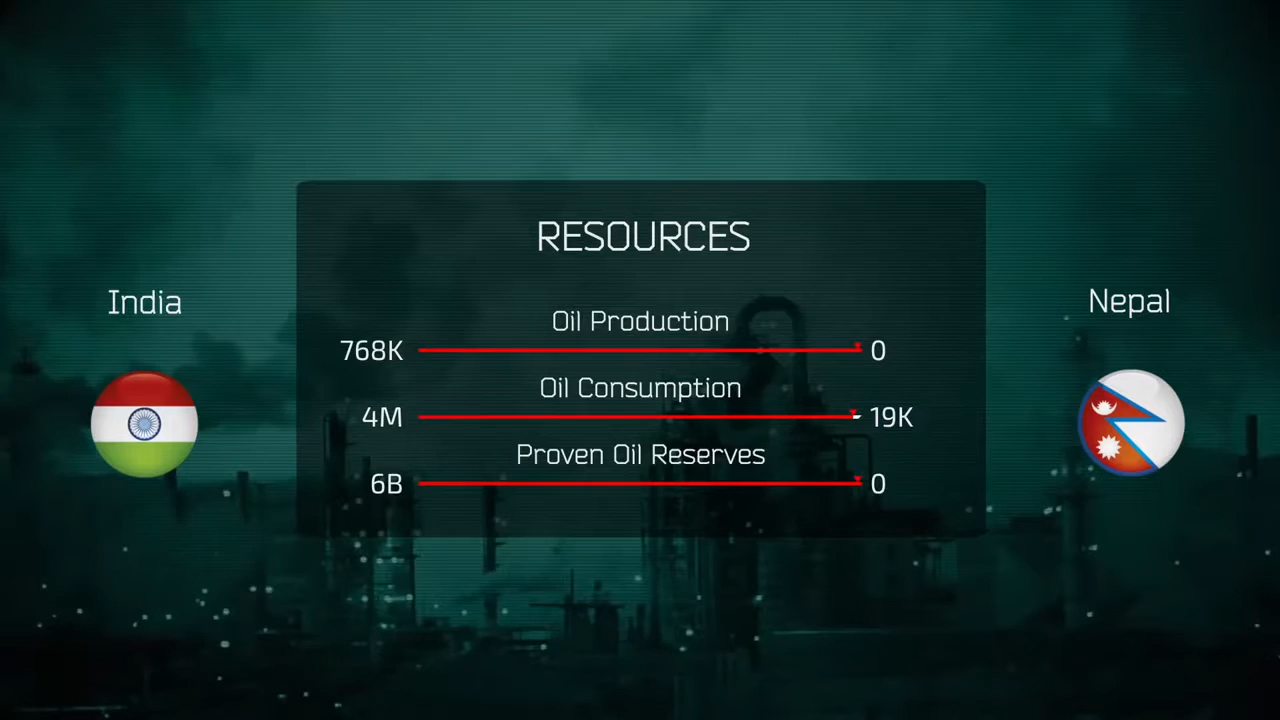 RESOURCES
India
Nepal
Oil Production
768K 0
Oil Consumption
4M 19K
Proven Oil Reserves
6B 0